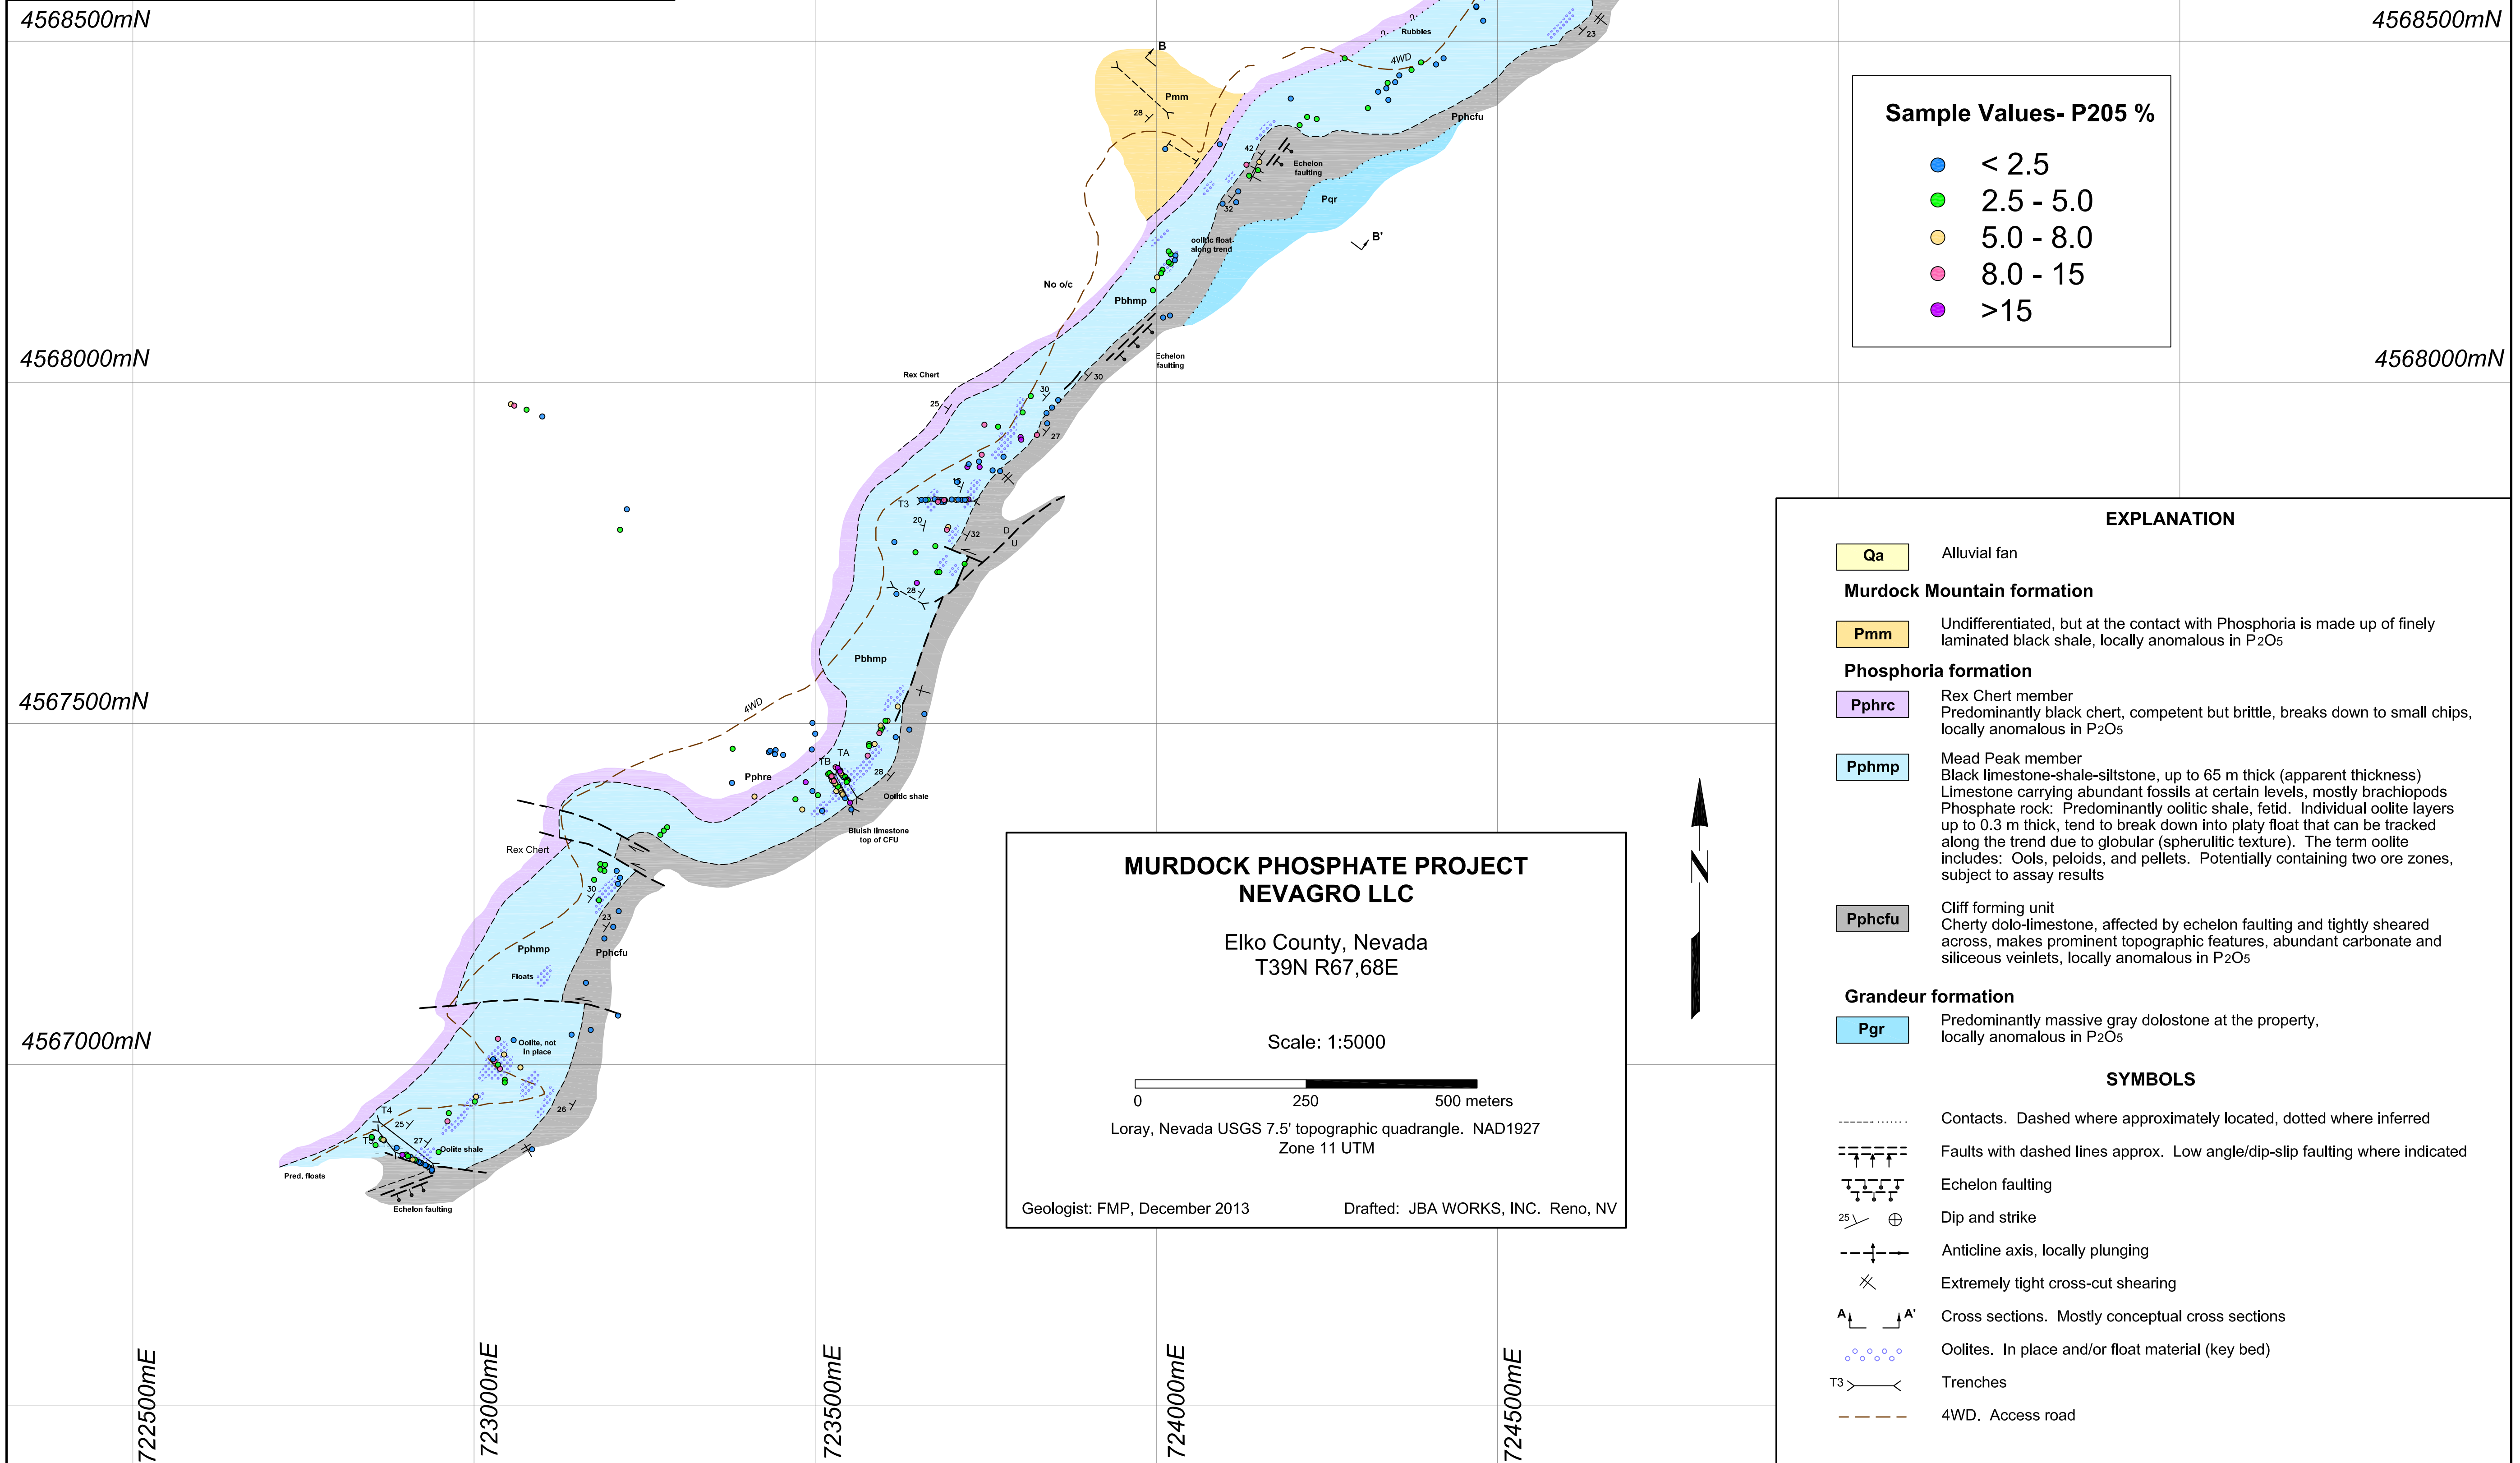 4568500mN
4568500mN
?
?
Rubbles
23
B
4WD
Pmm
28
Pphcfu
42
Echelon
faulting
32
Pqr
B'
oolitic float
along trend
No o/c
Pbhmp
4568000mN
4568000mN
Echelon
faulting
Rex Chert
30
30
25
27
T3
20
32
D
U
28
Pbhmp
4567500mN
4WD
TA
TB
28
Pphre
Oolitic shale
Bluish limestone
top of CFU
Rex Chert
30
23
Pphmp
Pphcfu
Floats
4567000mN
Oolite, not
in place
26
T4
25
T5
27
Oolite shale
Pred. floats
Echelon faulting
722500mE
723000mE
723500mE
724000mE
724500mE
Sample Values- P205 %
< 2.5
2.5 - 5.0
5.0 - 8.0
8.0 - 15
>15
MURDOCK PHOSPHATE PROJECT
NEVAGRO LLC
Elko County, Nevada
T39N R67,68E
Scale: 1:5000
0 250 500 meters
Loray, Nevada USGS 7.5' topographic quadrangle. NAD1927
Zone 11 UTM
Geologist: FMP, December 2013 Drafted: JBA WORKS, INC. Reno, NV
N
EXPLANATION
Qa Alluvial fan
Murdock Mountain formation
Pmm Undifferentiated, but at the contact with Phosphoria is made up of finely
laminated black shale, locally anomalous in P2O5
Phosphoria formation
Pphrc Rex Chert member
Predominantly black chert, competent but brittle, breaks down to small chips,
locally anomalous in P2O5
Pphmp Mead Peak member
Black limestone-shale-siltstone, up to 65 m thick (apparent thickness)
Limestone carrying abundant fossils at certain levels, mostly brachiopods
Phosphate rock: Predominantly oolitic shale, fetid. Individual oolite layers
up to 0.3 m thick, tend to break down into platy float that can be tracked
along the trend due to globular (spherulitic texture). The term oolite
includes: Ools, peloids, and pellets. Potentially containing two ore zones,
subject to assay results
Pphcfu Cliff forming unit
Cherty dolo-limestone, affected by echelon faulting and tightly sheared
across, makes prominent topographic features, abundant carbonate and
siliceous veinlets, locally anomalous in P2O5
Grandeur formation
Pgr Predominantly massive gray dolostone at the property,
locally anomalous in P2O5
SYMBOLS
Contacts. Dashed where approximately located, dotted where inferred
Faults with dashed lines approx. Low angle/dip-slip faulting where indicated
Echelon faulting
25 Dip and strike
Anticline axis, locally plunging
Extremely tight cross-cut shearing
A A' Cross sections. Mostly conceptual cross sections
Oolites. In place and/or float material (key bed)
T3 Trenches
4WD. Access road